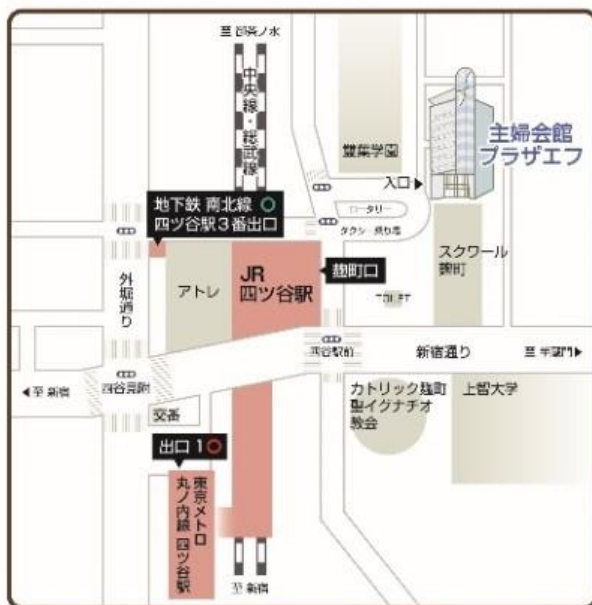 至 御茶ノ水
中央線・総武線
雙葉学園
主婦会館
プラザエフ
入口▶
ロータリー
タクシー乗り場
地下鉄 南北線
四ツ谷駅3番出口
麹町口
スクワール
麹町
アトレ
JR
四ツ谷駅
外堀通り
TOILET
四谷駅前
新宿通り
至 半蔵門▶
◀至 新宿
四谷見附
交番
カトリック麹町
聖イグナチオ
教会
上智大学
出口 1
東京メトロ
丸ノ内線 四ツ谷駅
至 新宿